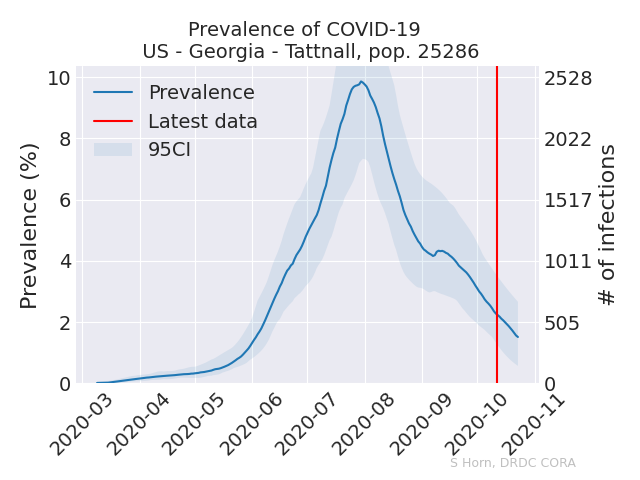 Prevalence of COVID-19
US - Georgia - Tattnall, pop. 25286
Prevalence
Latest data
95CI
Prevalence (%)
10
8
6
4
2
0
2528
2022
1517
1011
505
0
# of infections
2020-03
2020-04
2020-05
2020-06
2020-07
2020-08
2020-09
2020-10
2020-11
S Horn, DRDC CORA